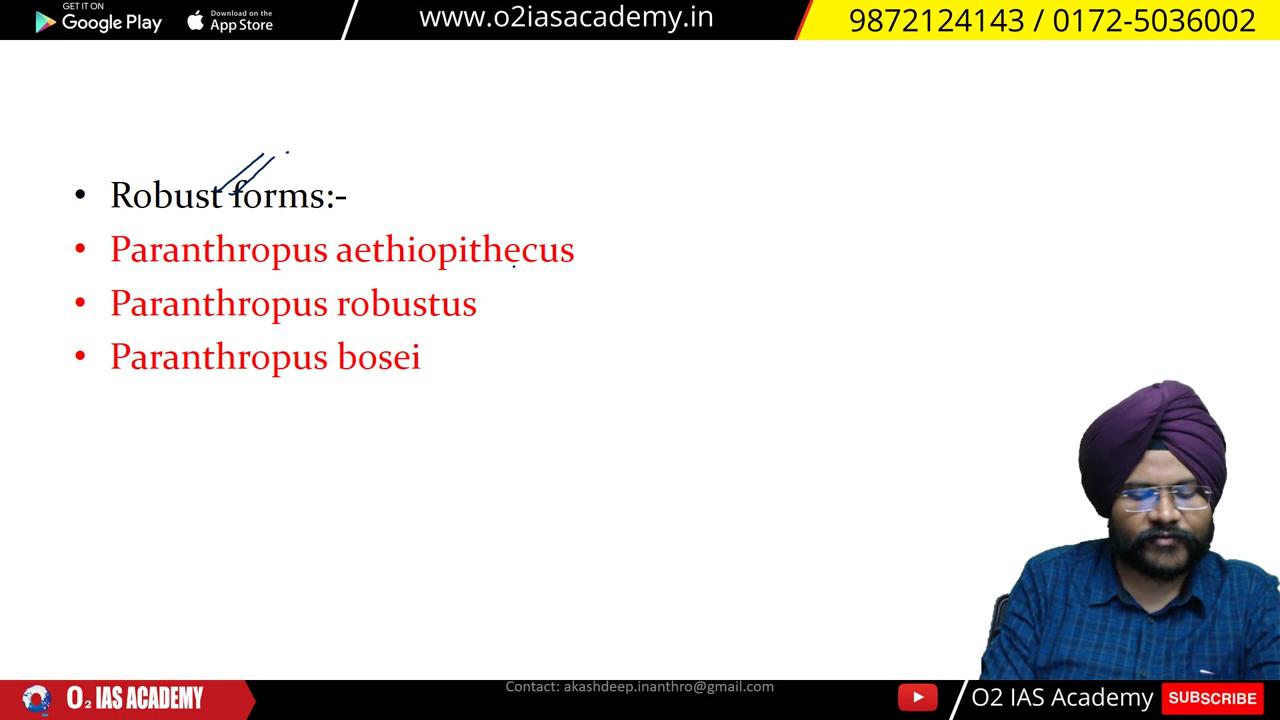 GET IT ON
Google Play
Download on the
App Store
www.o2iasacademy.in
9872124143 / 0172-5036002
• Robust forms:-
• Paranthropus aethiopithecus
• Paranthropus robustus
• Paranthropus bosei
O2 IAS ACADEMY
Contact: akashdeep.inanthro@gmail.com
O2 IAS Academy
SUBSCRIBE